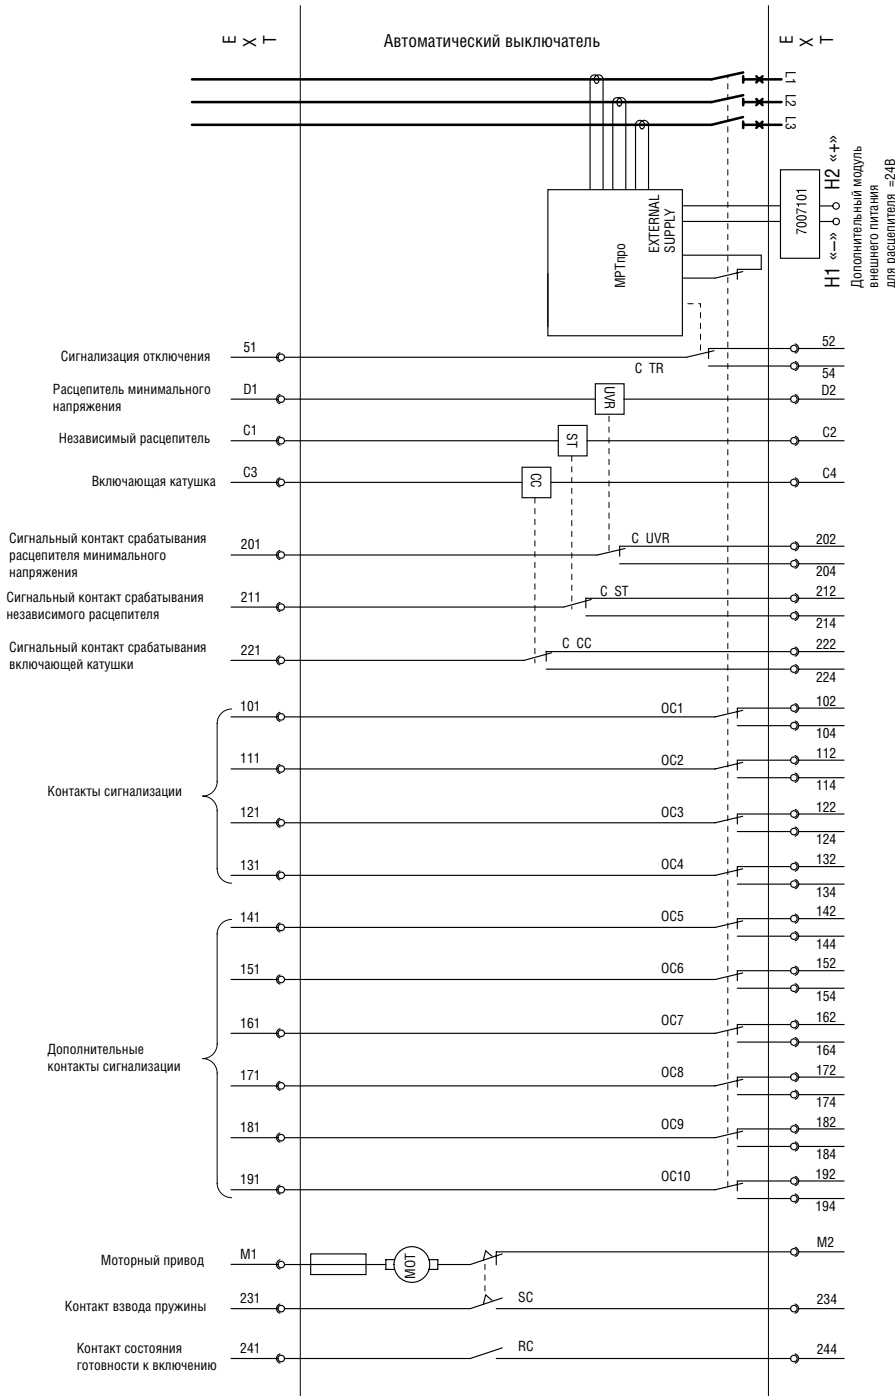 Е Х Т
Автоматический выключатель
Е Х Т
L1
L2
L3
H2 «+»
H1 «—»
7007101
Дополнительный модуль
внешнего питания
для расцепителя =24В
EXTERNAL
SUPPLY
МРТпро
Сигнализация отключения
51
C TR
52
54
Расцепитель минимального
напряжения
D1
UVR
D2
Независимый расцепитель
C1
ST
C2
Включающая катушка
C3
CC
C4
Сигнальный контакт срабатывания
расцепителя минимального
напряжения
201
C UVR
202
204
Сигнальный контакт срабатывания
независимого расцепителя
211
C ST
212
214
Сигнальный контакт срабатывания
включающей катушки
221
C CC
222
224
Контакты сигнализации
101
OC1
102
104
111
OC2
112
114
121
OC3
122
124
131
OC4
132
134
Дополнительные
контакты сигнализации
141
OC5
142
144
151
OC6
152
154
161
OC7
162
164
171
OC8
172
174
181
OC9
182
184
191
OC10
192
194
Моторный привод
M1
MOT
M2
Контакт взвода пружины
231
SC
234
Контакт состояния
готовности к включению
241
RC
244